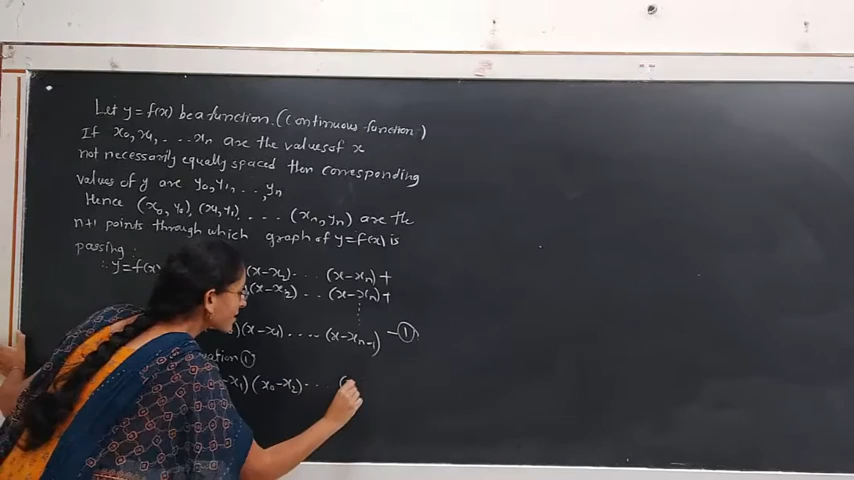 Let y = f(x) be a function. (continuous function)
If x₀, x₁, . . . xₙ are the values of x
not necessarily equally spaced then corresponding
values of y are y₀, y₁, . . . , yₙ
Hence (x₀, y₀), (x₁, y₁), . . . . (xₙ, yₙ) are the
n+1 points through which graph of y = f(x) is
passing.
∴ y = f(x) (x-x₂) . . . (x-xₙ) +
(x-x₂) . . (x-xₙ) +
)(x-x₁) . . . . (x-xₙ₋₁) — ①
equation ①
-x₁) (x₀-x₂) . . . (